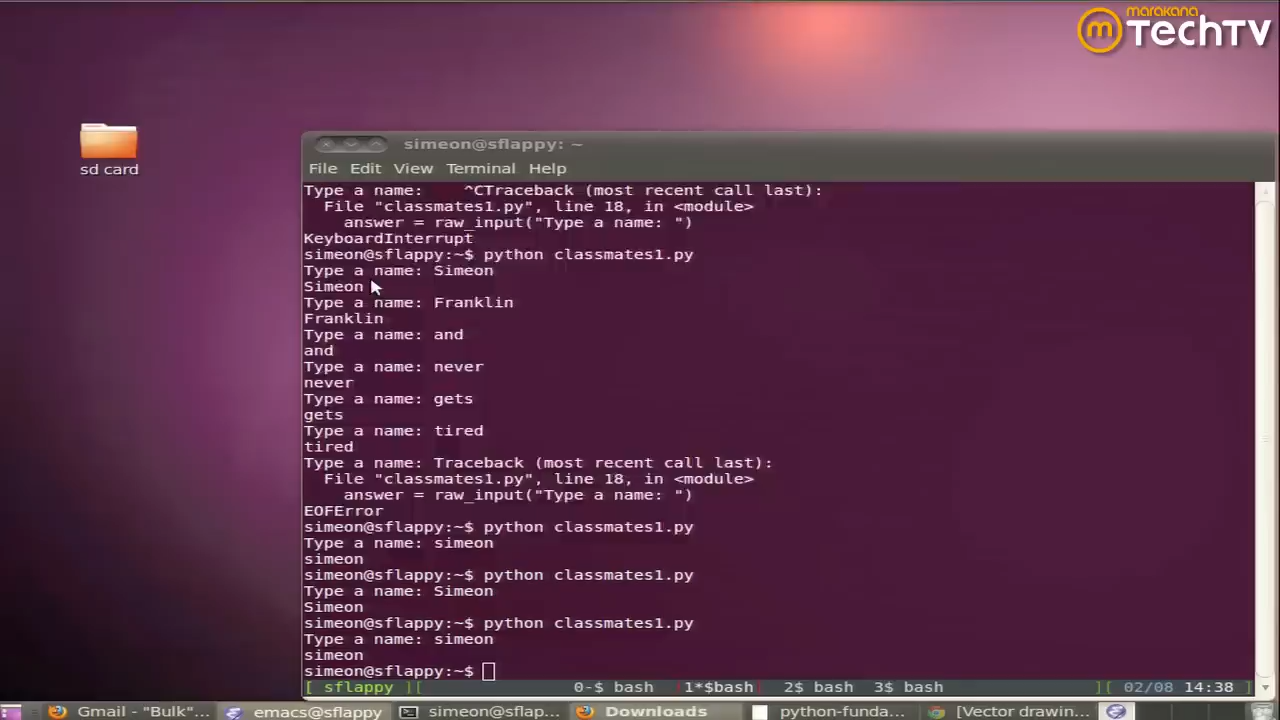 marakana
m TechTV
sd card
simeon@sflappy: ~
File Edit View Terminal Help
Type a name:    ^CTraceback (most recent call last):
  File "classmates1.py", line 18, in <module>
    answer = raw_input("Type a name: ")
KeyboardInterrupt
simeon@sflappy:~$ python classmates1.py
Type a name: Simeon
Simeon
Type a name: Franklin
Franklin
Type a name: and
and
Type a name: never
never
Type a name: gets
gets
Type a name: tired
tired
Type a name: Traceback (most recent call last):
  File "classmates1.py", line 18, in <module>
    answer = raw_input("Type a name: ")
EOFError
simeon@sflappy:~$ python classmates1.py
Type a name: simeon
simeon
simeon@sflappy:~$ python classmates1.py
Type a name: Simeon
Simeon
simeon@sflappy:~$ python classmates1.py
Type a name: simeon
simeon
simeon@sflappy:~$
[ sflappy ][ 0-$ bash 1*$bash 2$ bash 3$ bash ][ 02/08 14:38 ]
Gmail - "Bulk"... emacs@sflappy simeon@sflap... Downloads python-funda... [Vector drawin...